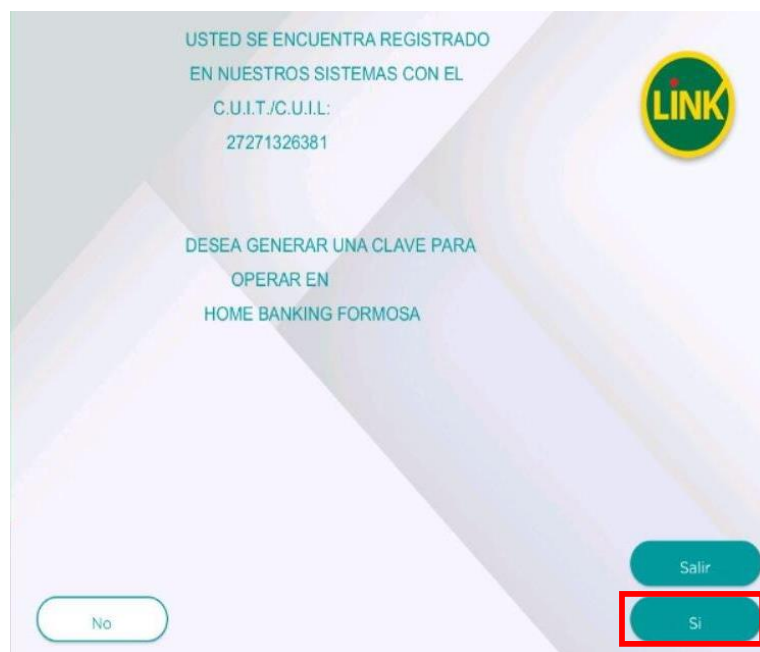 USTED SE ENCUENTRA REGISTRADO
EN NUESTROS SISTEMAS CON EL
C.U.I.T./C.U.I.L:
27271326381
LINK
DESEA GENERAR UNA CLAVE PARA
OPERAR EN
HOME BANKING FORMOSA
Salir
No
Si